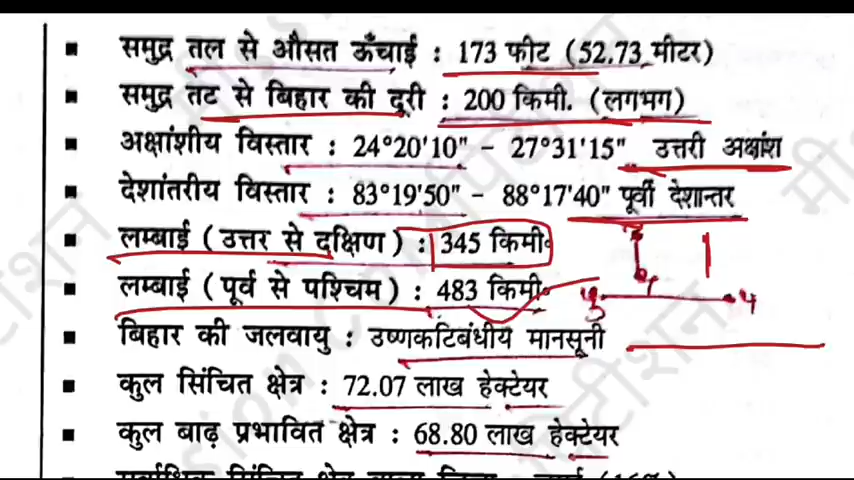 ▪ समुद्र तल से औसत ऊँचाई : 173 फीट (52.73 मीटर)
▪ समुद्र तट से बिहार की दूरी : 200 किमी. (लगभग)
▪ अक्षांशीय विस्तार : 24°20'10" - 27°31'15" उत्तरी अक्षांश
▪ देशांतरीय विस्तार : 83°19'50" - 88°17'40" पूर्वी देशान्तर
▪ लम्बाई (उत्तर से दक्षिण) : 345 किमी.
▪ लम्बाई (पूर्व से पश्चिम) : 483 किमी.
▪ बिहार की जलवायु : उष्णकटिबंधीय मानसूनी
▪ कुल सिंचित क्षेत्र : 72.07 लाख हेक्टेयर
▪ कुल बाढ़ प्रभावित क्षेत्र : 68.80 लाख हेक्टेयर